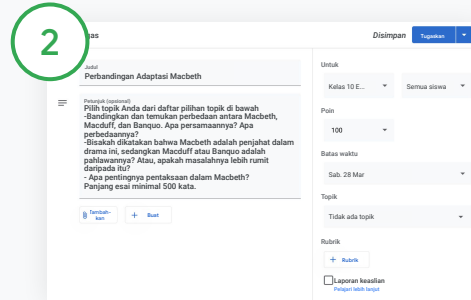 2
gas
Disimpan
Tugaskan
Judul
Perbandingan Adaptasi Macbeth
Petunjuk (opsional)
Pilih topik Anda dari daftar pilihan topik di bawah
-Bandingkan dan temukan perbedaan antara Macbeth,
Macduff, dan Banquo. Apa persamaannya? Apa
perbedaannya?
-Bisakah dikatakan bahwa Macbeth adalah penjahat dalam
drama ini, sedangkan Macduff atau Banquo adalah
pahlawannya? Atau, apakah masalahnya lebih rumit
daripada itu?
- Apa pentingnya pentaksaan dalam Macbeth?
Panjang esai minimal 500 kata.
Tambah-
kan
+ Buat
Untuk
Kelas 10 E...
Semua siswa
Poin
100
Batas waktu
Sab. 28 Mar
Topik
Tidak ada topik
Rubrik
+ Rubrik
Laporan keaslian
Pelajari lebih lanjut